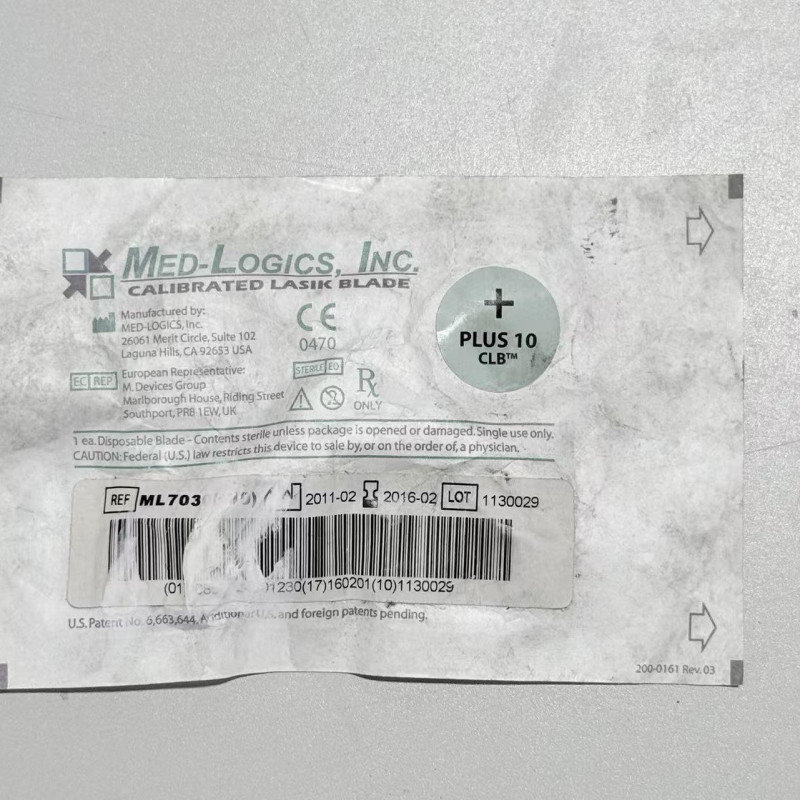 MED-LOGICS, INC.
CALIBRATED LASIK BLADE
Manufactured by:
MED-LOGICS, Inc.
26061 Merit Circle, Suite 102
Laguna Hills, CA 92653 USA
EC REP
European Representative:
M. Devices Group
Marlborough House, Riding Street
Southport, PR8 1EW, UK
CE
0470
STERILE EO
Rx
ONLY
+
PLUS 10
CLB™
1 ea. Disposable Blade - Contents sterile unless package is opened or damaged. Single use only.
CAUTION: Federal (U.S.) law restricts this device to sale by, or on the order of, a physician.
REF 2011-02 2016-02 LOT 1130029
(17)160201(10)1130029
U.S. Patent No. 6,663,644. Additional U.S. and foreign patents pending.
200-0161 Rev. 03